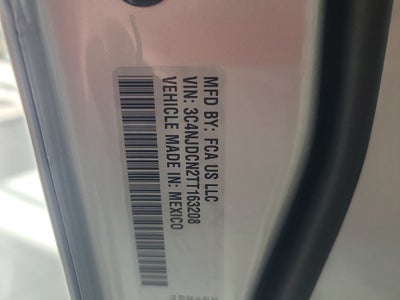 MFD BY: FCA US LLC
VIN: 3C4NJDCN2TT163208
VEHICLE MADE IN: MEXICO